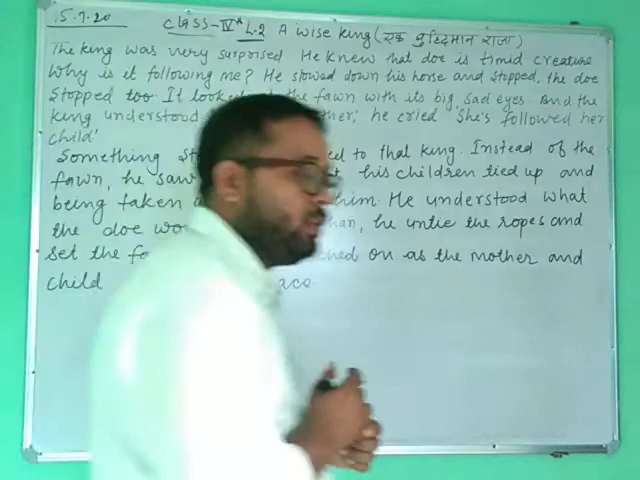 15.7.20 CLASS-IV L.2 A wise king (एक बुद्धिमान राजा)
The king was very surprised He knew that doe is timid creature
Why is it following me? He slowed down his horse and stopped, the doe
stopped too It looked the fawn with its big, sad eyes. And the
king understood he cried 'She's followed her
child'
Something to that king. Instead of the
fawn, he saw his children tied up and
being taken him. He understood what
the doe he untie the ropes and
set the on as the mother and
child